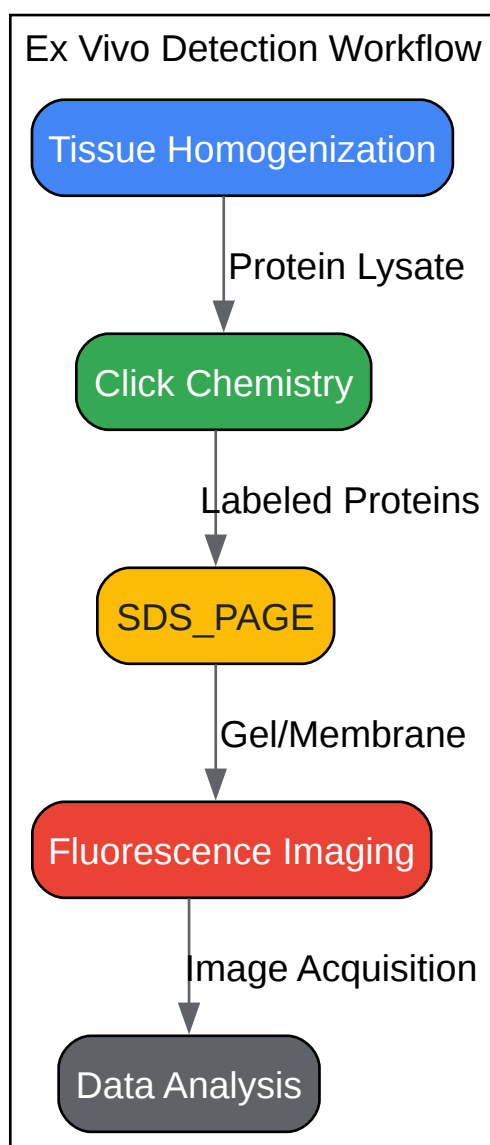 Ex Vivo Detection Workflow
Tissue Homogenization
Protein Lysate
Click Chemistry
Labeled Proteins
SDS_PAGE
Gel/Membrane
Fluorescence Imaging
Image Acquisition
Data Analysis